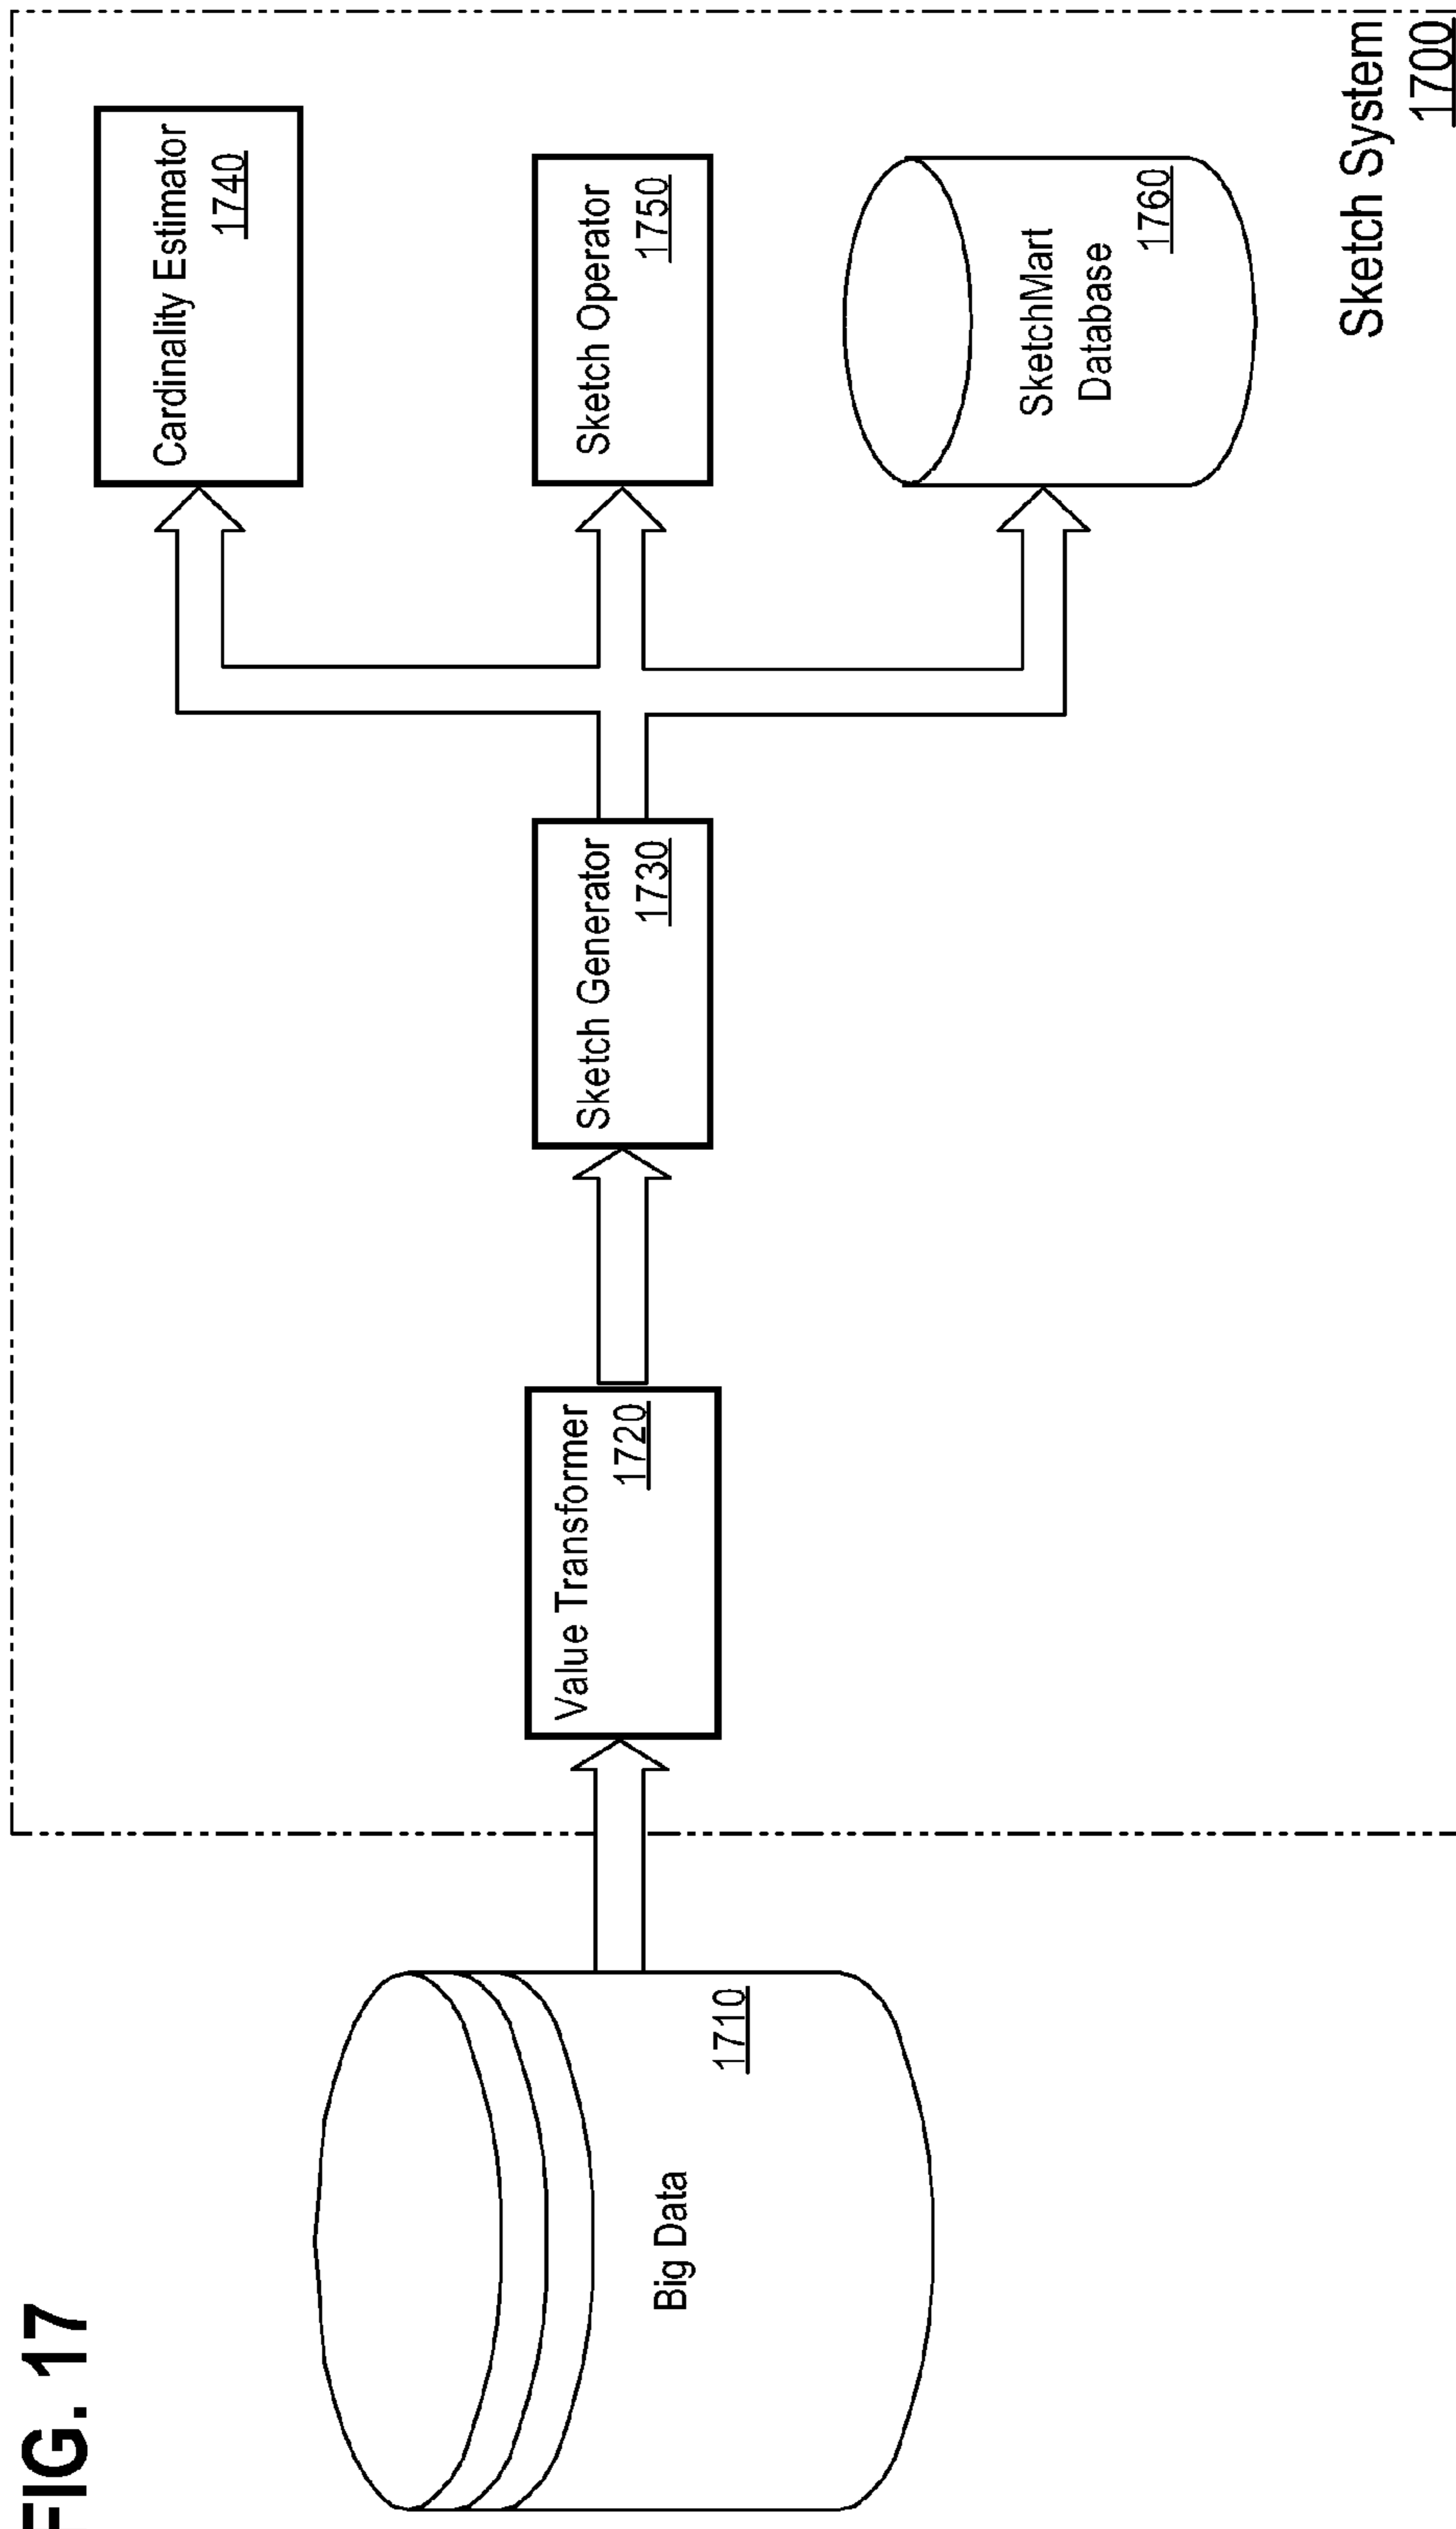 FIG. 17
Big Data
1710
Value Transformer
1720
Sketch Generator
1730
Cardinality Estimator
1740
Sketch Operator
1750
SketchMart
Database
1760
Sketch System
1700